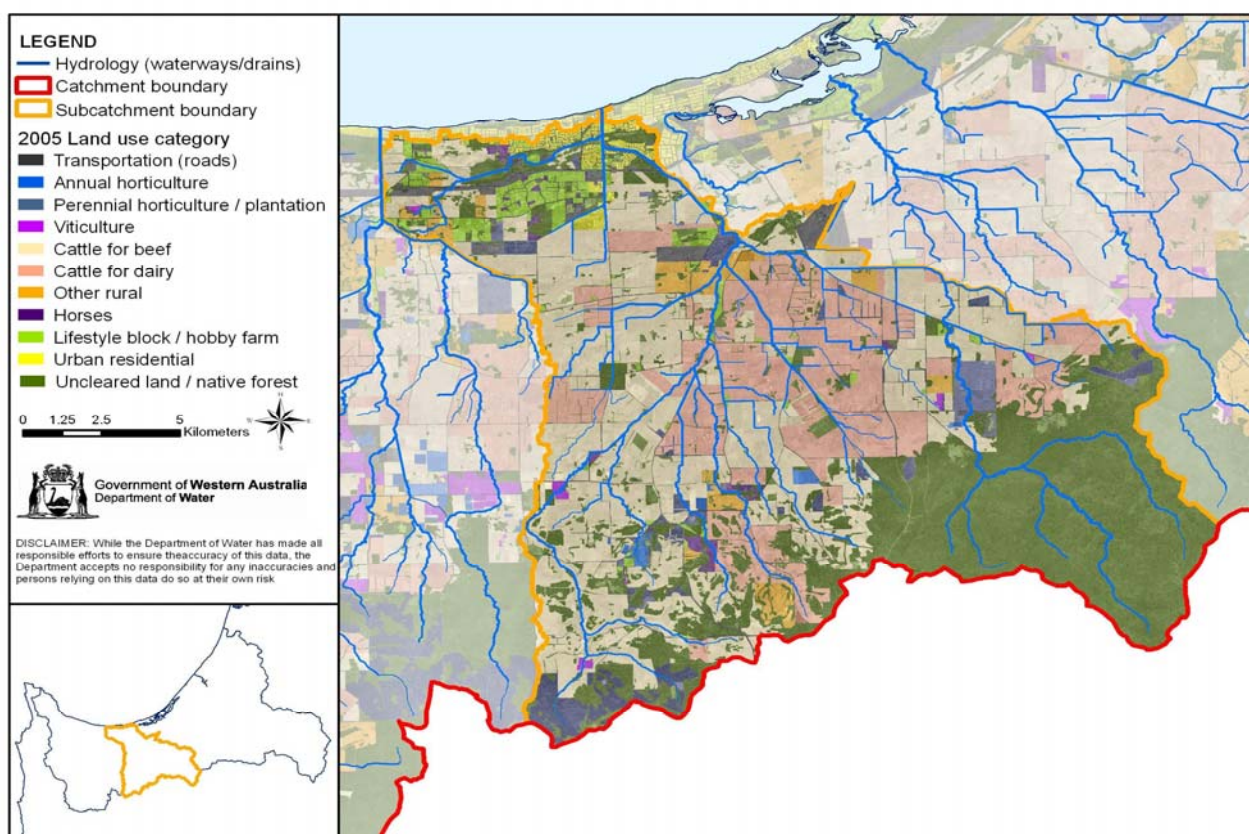 LEGEND
Hydrology (waterways/drains)
Catchment boundary
Subcatchment boundary
2005 Land use category
Transportation (roads)
Annual horticulture
Perennial horticulture / plantation
Viticulture
Cattle for beef
Cattle for dairy
Other rural
Horses
Lifestyle block / hobby farm
Urban residential
Uncleared land / native forest
0 1.25 2.5 5
Kilometers
Government of Western Australia
Department of Water
DISCLAIMER: While the Department of Water has made all
responsible efforts to ensure theaccuracy of this data, the
Department accepts no responsibility for any inaccuracies and
persons relying on this data do so at their own risk